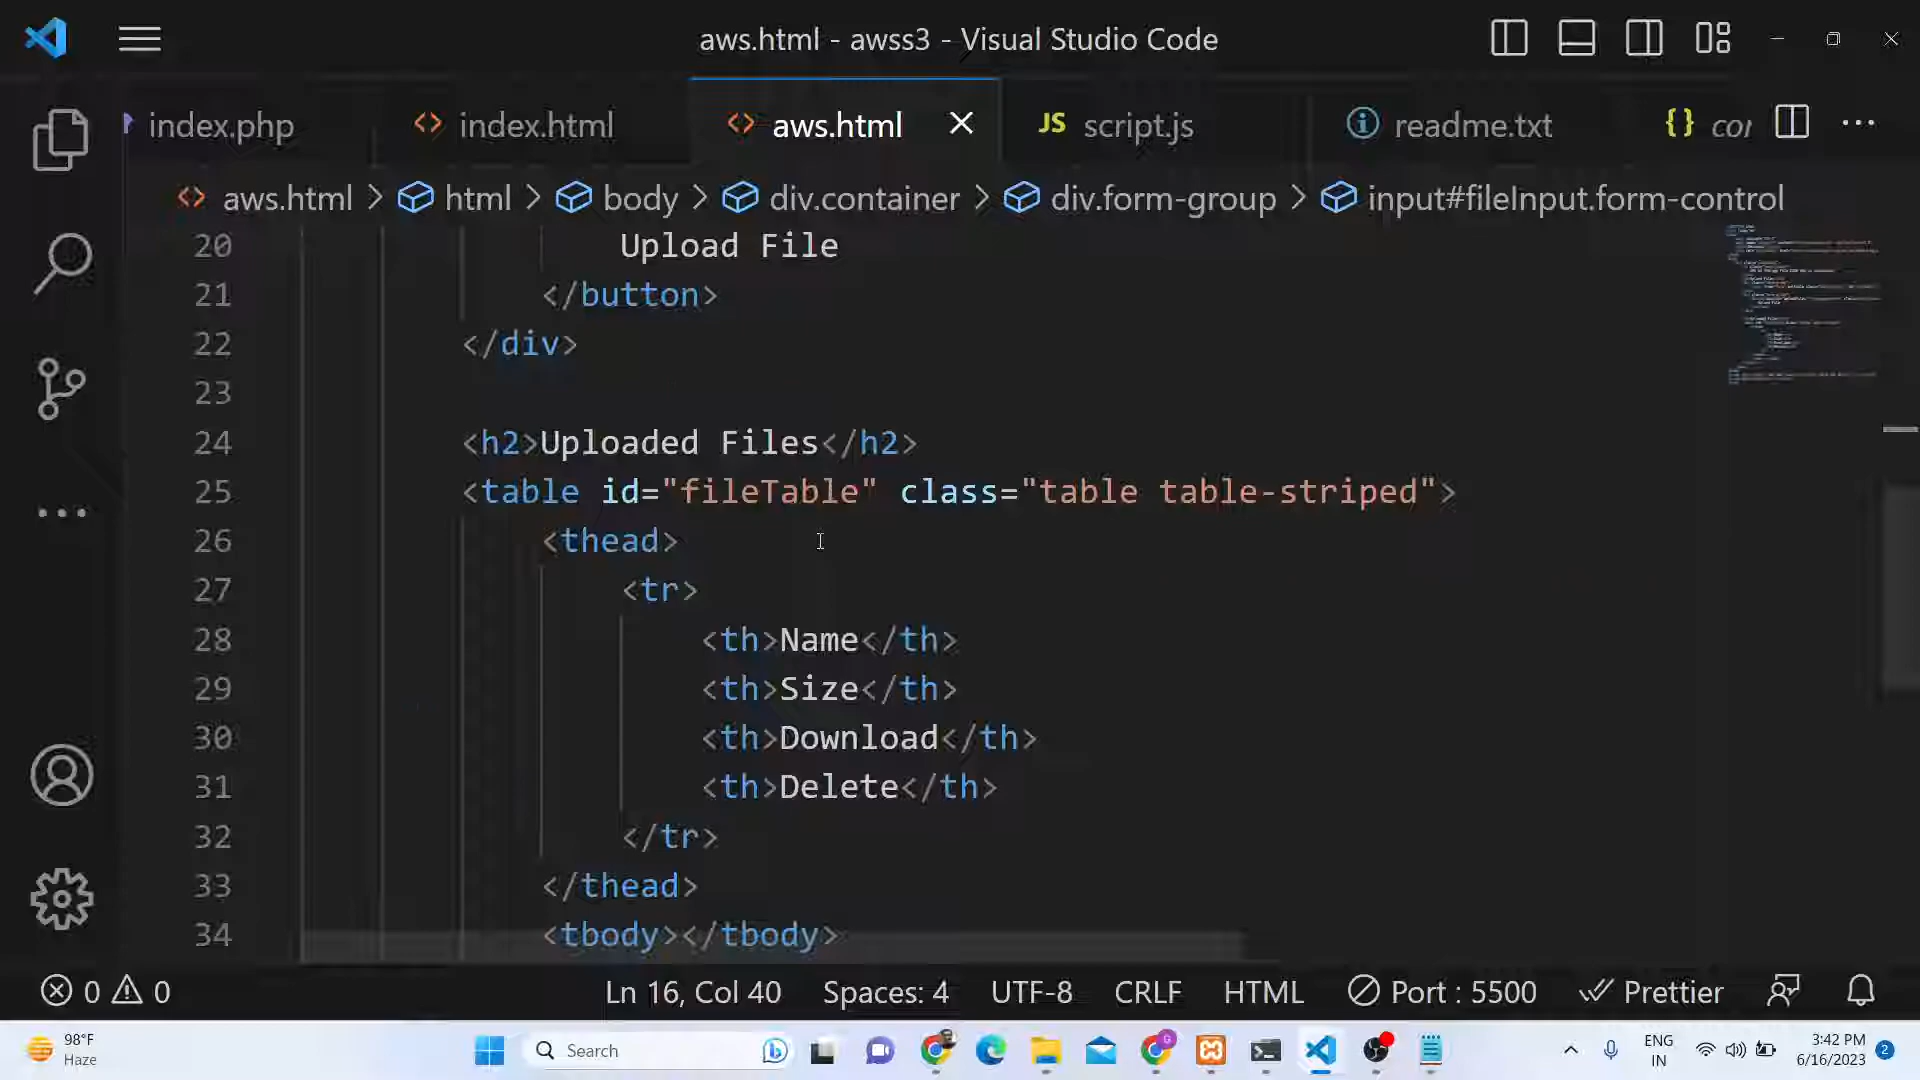 aws.html - awss3 - Visual Studio Code
index.php
index.html
aws.html
JS script.js
readme.txt
{}
aws.html > html > body > div.container > div.form-group > input#fileInput.form-control
20 Upload File
21 </button>
22 </div>
23
24 <h2>Uploaded Files</h2>
25 <table id="fileTable" class="table table-striped">
26 <thead>
27 <tr>
28 <th>Name</th>
29 <th>Size</th>
30 <th>Download</th>
31 <th>Delete</th>
32 </tr>
33 </thead>
34 <tbody></tbody>
0 0
Ln 16, Col 40
Spaces: 4
UTF-8
CRLF
HTML
Port : 5500
Prettier
98°F
Haze
Search
ENG
IN
3:42 PM
6/16/2023
2